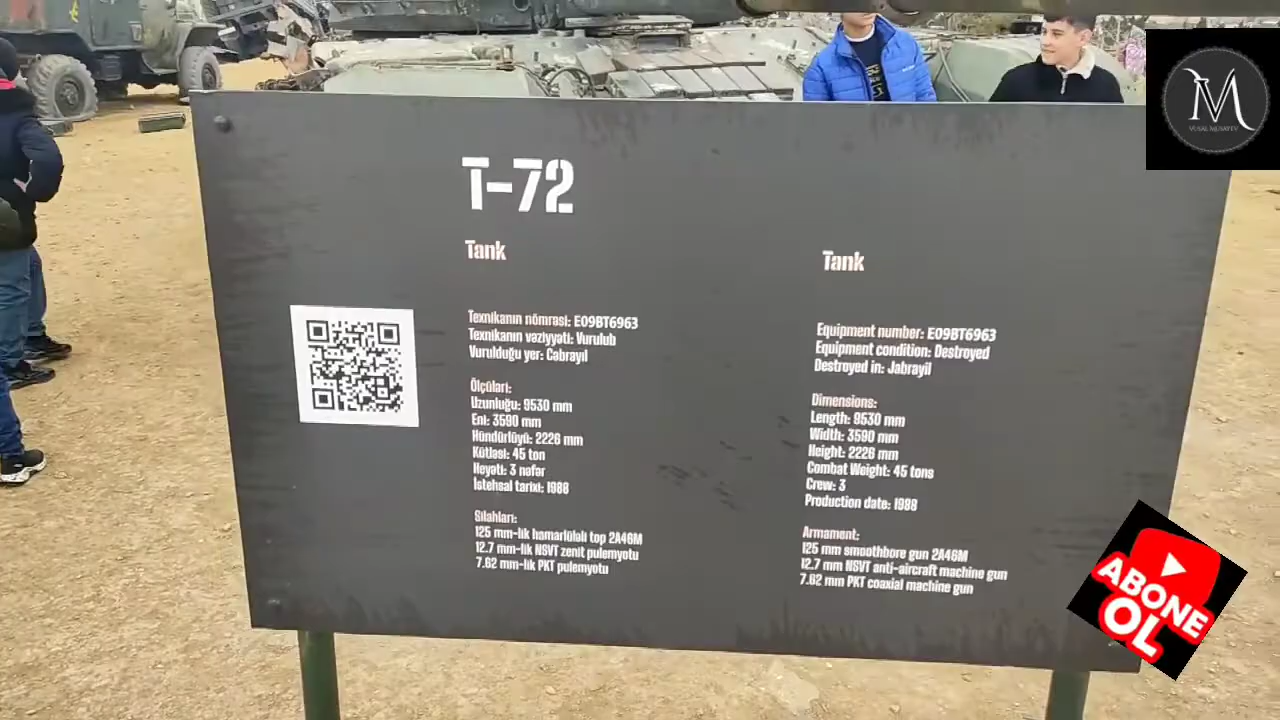 T-72
Tank
Texnikanın nömrəsi: E09BT6963
Texnikanın vəziyyəti: Vurulub
Vurulduğu yer: Cəbrayıl
Ölçüləri:
Uzunluğu: 9530 mm
Eni: 3590 mm
Hündürlüyü: 2226 mm
Kütləsi: 45 ton
Heyəti: 3 nəfər
İstehsal tarixi: 1988
Silahları:
125 mm-lik hamarlüləli top 2A46M
12.7 mm-lik NSVT zenit pulemyotu
7.62 mm-lik PKT pulemyotu
Tank
Equipment number: E09BT6963
Equipment condition: Destroyed
Destroyed in: Jabrayil
Dimensions:
Length: 9530 mm
Width: 3590 mm
Height: 2226 mm
Combat Weight: 45 tons
Crew: 3
Production date: 1988
Armament:
125 mm smoothbore gun 2A46M
12.7 mm NSVT anti-aircraft machine gun
7.62 mm PKT coaxial machine gun
M
ABONE
OL